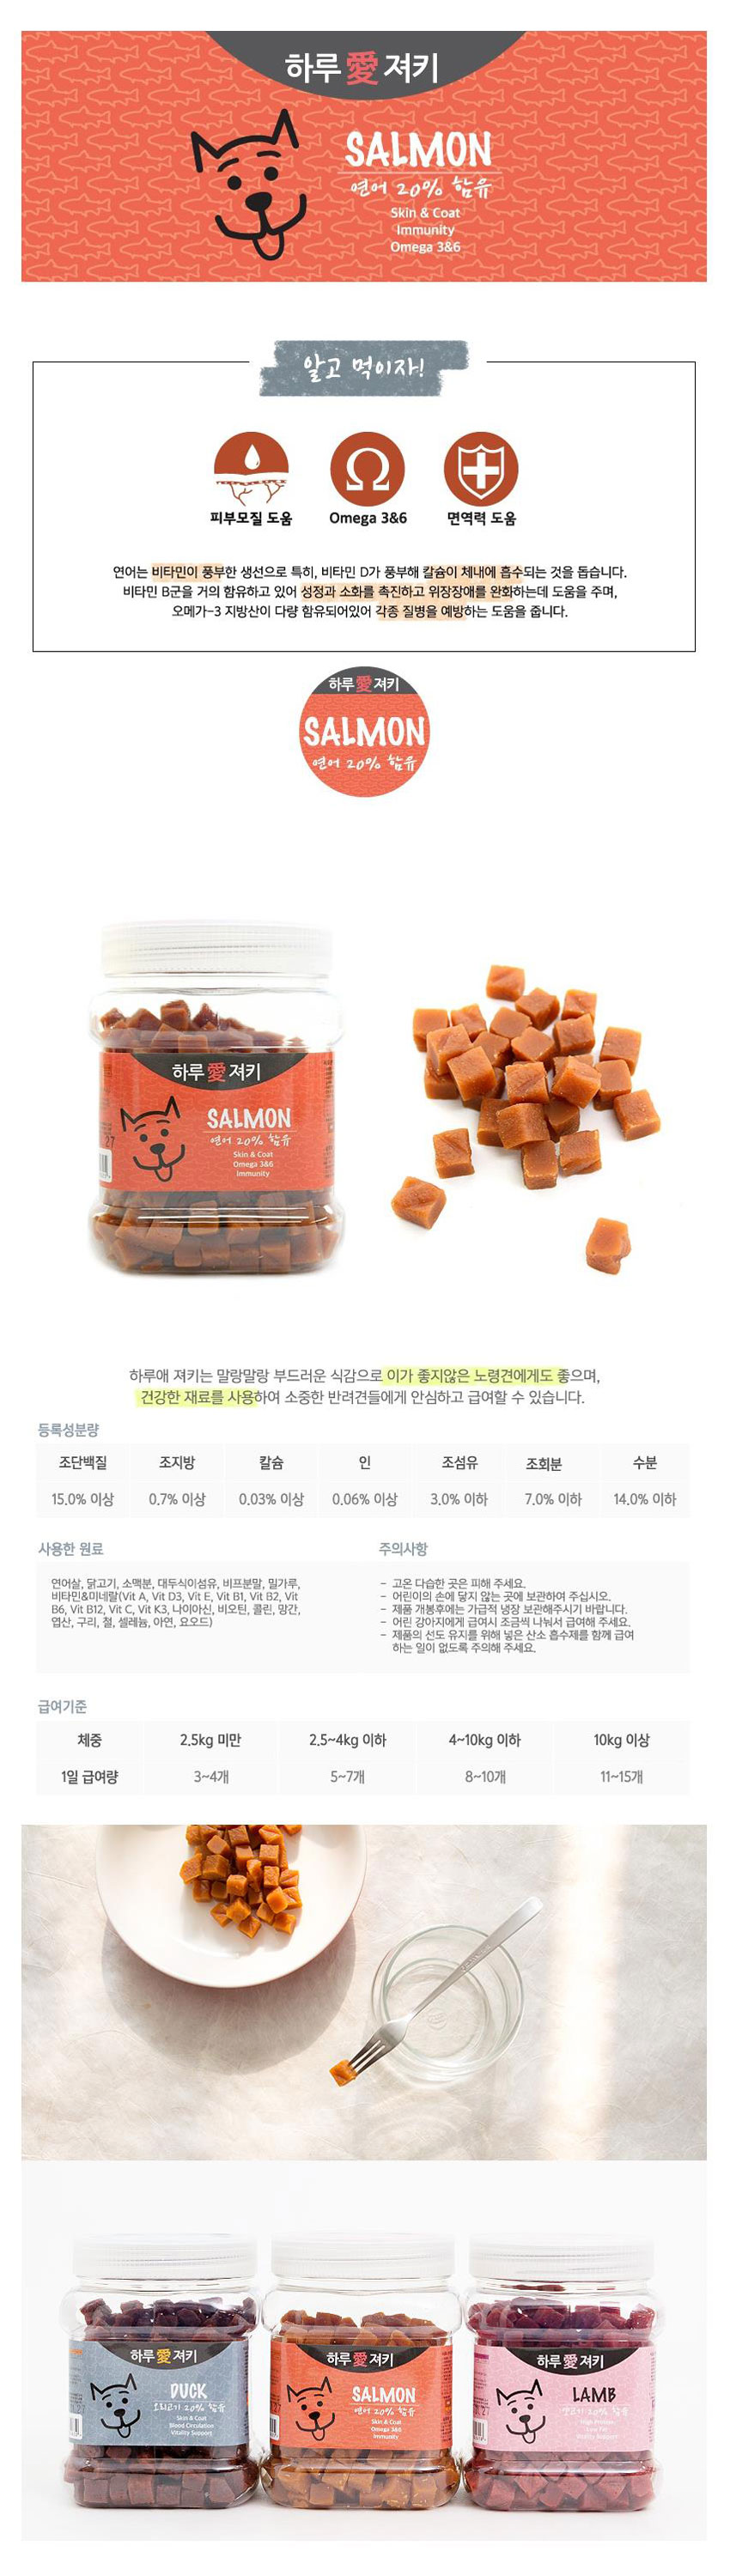 하루愛져키
SALMON
연어 20% 함유
Skin & Coat
Immunity
Omega 3&6
알고 먹이자!
피부모질 도움
Omega 3&6
면역력 도움
연어는 비타민이 풍부한 생선으로 특히, 비타민 D가 풍부해 칼슘이 체내에 흡수되는 것을 돕습니다.
비타민 B군을 거의 함유하고 있어 성정과 소화를 촉진하고 위장장애를 완화하는데 도움을 주며,
오메가-3 지방산이 다량 함유되어있어 각종 질병을 예방하는 도움을 줍니다.
하루愛져키
SALMON
연어 20% 함유
하루愛져키
SALMON
연어 20% 함유
Skin & Coat
Omega 3&6
Immunity
27
하루애 져키는 말랑말랑 부드러운 식감으로 이가 좋지않은 노령견에게도 좋으며,
건강한 재료를 사용하여 소중한 반려견들에게 안심하고 급여할 수 있습니다.
등록성분량
조단백질 조지방 칼슘 인 조섬유 조회분 수분
15.0% 이상 0.7% 이상 0.03% 이상 0.06% 이상 3.0% 이하 7.0% 이하 14.0% 이하
사용한 원료
연어살, 닭고기, 소맥분, 대두식이섬유, 비프분말, 밀가루,
비타민&미네랄(Vit A, Vit D3, Vit E, Vit B1, Vit B2, Vit
B6, Vit B12, Vit C, Vit K3, 나이아신, 비오틴, 콜린, 망간,
엽산, 구리, 철, 셀레늄, 아연, 요오드)
주의사항
- 고온 다습한 곳은 피해 주세요.
- 어린이의 손에 닿지 않는 곳에 보관하여 주십시오.
- 제품 개봉후에는 가급적 냉장 보관해주시기 바랍니다.
- 어린 강아지에게 급여시 조금씩 나눠서 급여해 주세요.
- 제품의 선도 유지를 위해 넣은 산소 흡수제를 함께 급여
하는 일이 없도록 주의해 주세요.
급여기준
체중 2.5kg 미만 2.5~4kg 이하 4~10kg 이하 10kg 이상
1일 급여량 3~4개 5~7개 8~10개 11~15개
하루愛져키
DUCK
오리고기 20% 함유
Skin & Coat
Blood Circulation
Vitality Support
하루愛져키
SALMON
연어 20% 함유
Skin & Coat
Omega 3&6
Immunity
하루愛져키
LAMB
양고기 20% 함유
High Protein
Low Fat
Vitality Support